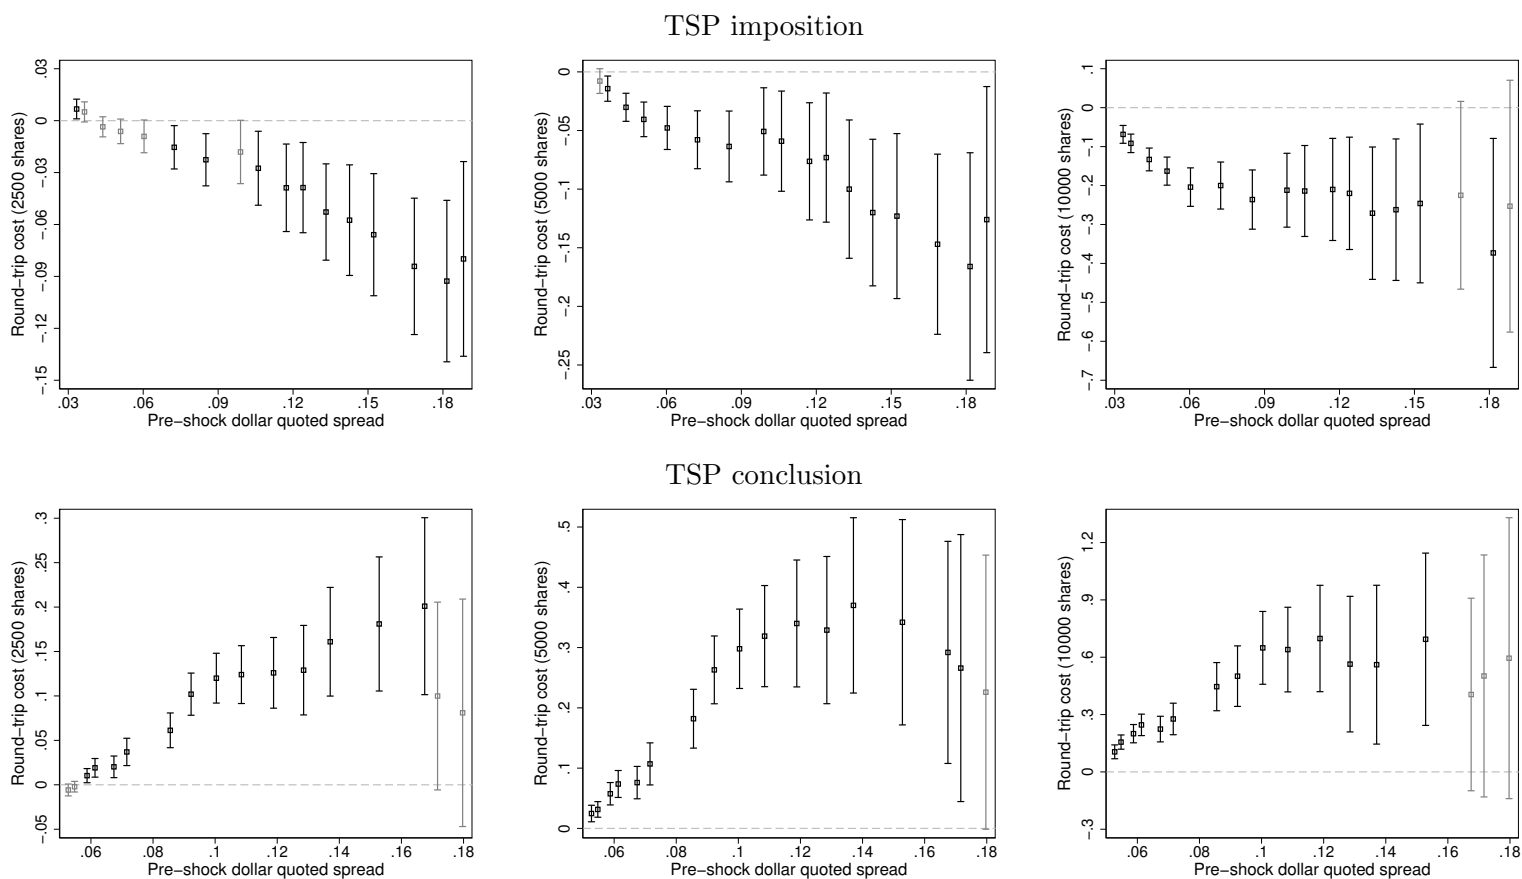 TSP imposition
Round−trip cost (2500 shares)
.03
0
−.03
−.06
−.09
−.12
−.15
.03 .06 .09 .12 .15 .18
Pre−shock dollar quoted spread
Round−trip cost (5000 shares)
0
−.05
−.1
−.15
−.2
−.25
.03 .06 .09 .12 .15 .18
Pre−shock dollar quoted spread
Round−trip cost (10000 shares)
.1
0
−.1
−.2
−.3
−.4
−.5
−.6
−.7
.03 .06 .09 .12 .15 .18
Pre−shock dollar quoted spread
TSP conclusion
Round−trip cost (2500 shares)
.3
.25
.2
.15
.1
.05
0
−.05
.06 .08 .1 .12 .14 .16 .18
Pre−shock dollar quoted spread
Round−trip cost (5000 shares)
.5
.4
.3
.2
.1
0
.06 .08 .1 .12 .14 .16 .18
Pre−shock dollar quoted spread
Round−trip cost (10000 shares)
1.2
.9
.6
.3
0
−.3
.06 .08 .1 .12 .14 .16 .18
Pre−shock dollar quoted spread